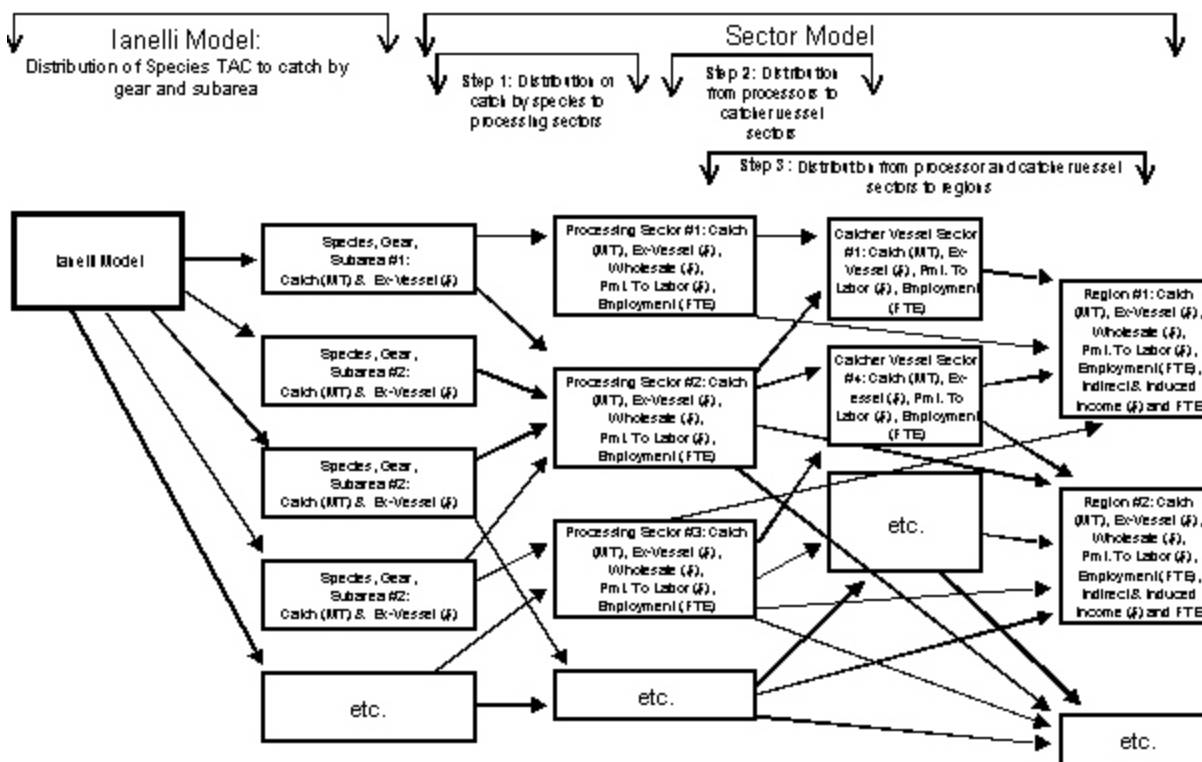 Ianelli Model:
Distribution of Species TAC to catch by
gear and subarea
Sector Model
Step 1: Distribution of
catch by species to
processing sectors
Step 2: Distribution
from processors to
catcher vessel
sectors
Step 3: Distribution from processor and catcher vessel
sectors to regions
Ianelli Model
Species, Gear,
Subarea #1:
Catch (MT) & Ex-Vessel ($)
Species, Gear,
Subarea #2:
Catch (MT) & Ex-Vessel ($)
Species, Gear,
Subarea #2:
Catch (MT) & Ex-Vessel ($)
Species, Gear,
Subarea #2:
Catch (MT) & Ex-Vessel ($)
etc.
Processing Sector #1: Catch
(MT), Ex-Vessel ($),
Wholesale ($),
Pmt. To Labor ($),
Employment (FTE)
Processing Sector #2: Catch
(MT), Ex-Vessel ($),
Wholesale ($),
Pmt. To Labor ($),
Employment (FTE)
Processing Sector #3: Catch
(MT), Ex-Vessel ($),
Wholesale ($),
Pmt. To Labor ($),
Employment (FTE)
etc.
Catcher Vessel Sector
#1: Catch (MT), Ex-
Vessel ($), Pmt. To
Labor ($), Employment
(FTE)
Catcher Vessel Sector
#4: Catch (MT), Ex-
essel ($), Pmt. To
Labor ($), Employment
(FTE)
etc.
Region #1: Catch
(MT), Ex-Vessel ($),
Wholesale ($),
Pmt. To Labor ($),
Employment (FTE),
Indirect & Induced
Income ($) and FTE
Region #2: Catch
(MT), Ex-Vessel ($),
Wholesale ($),
Pmt. To Labor ($),
Employment (FTE),
Indirect & Induced
Income ($) and FTE
etc.